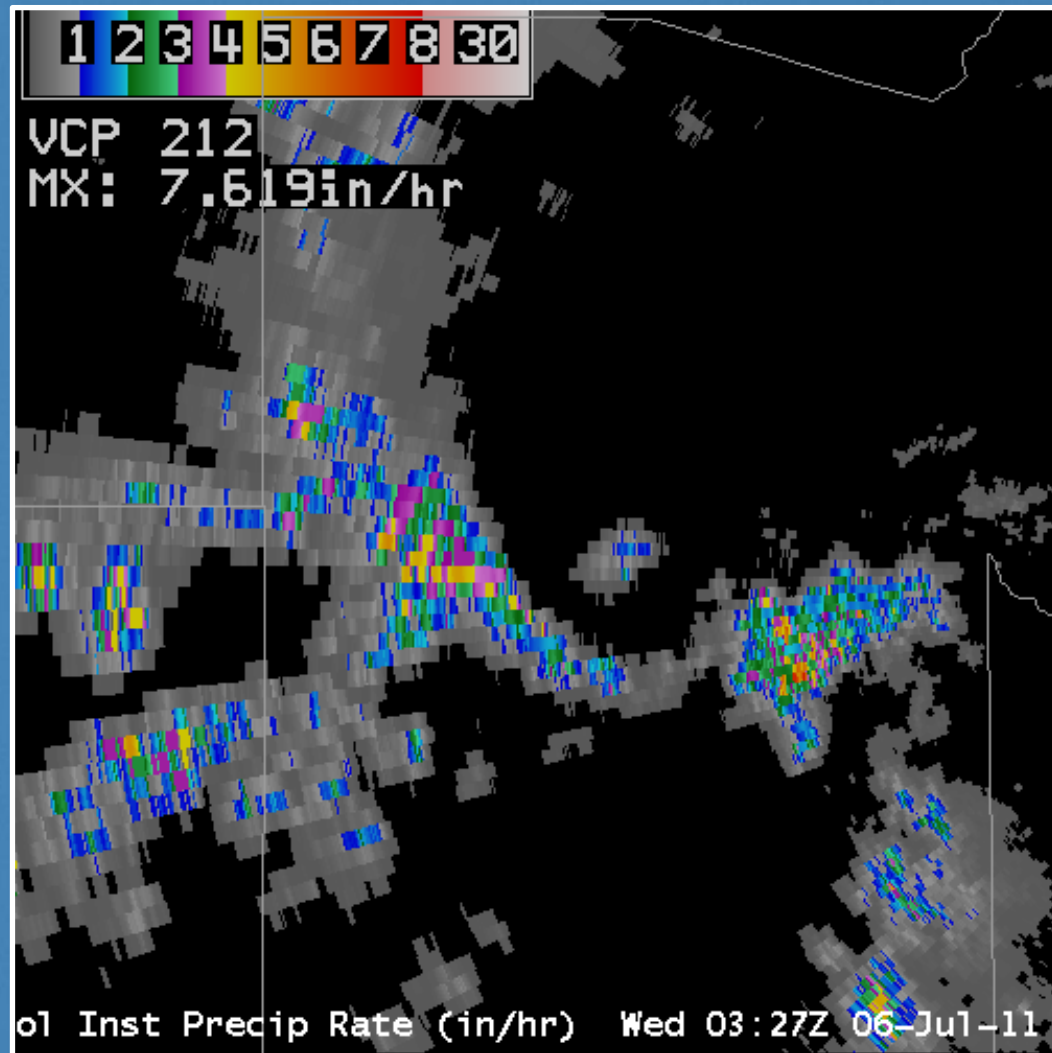 1 2 3 4 5 6 7 8 30
VCP 212
MX: 7.619in/hr
ol Inst Precip Rate (in/hr) Wed 03:27Z 06-Jul-11